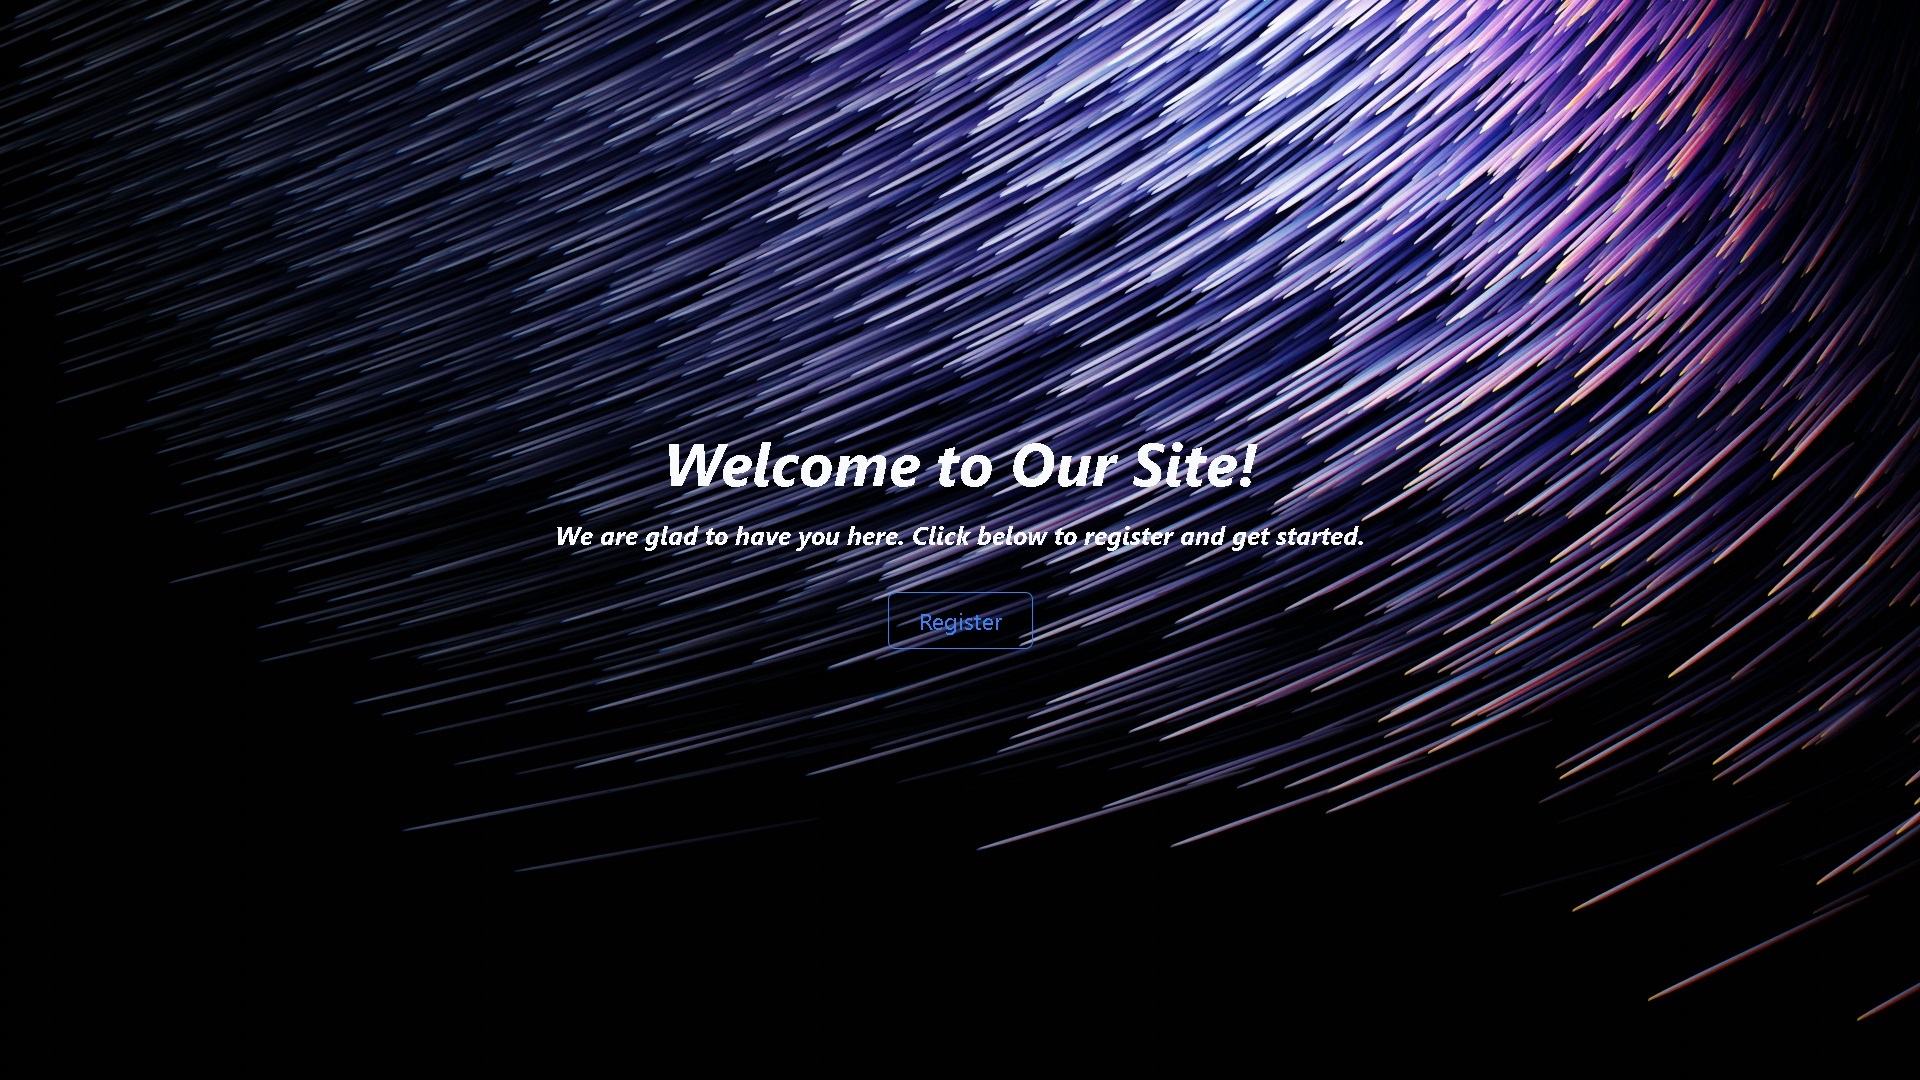 Welcome to Our Site!
We are glad to have you here. Click below to register and get started.
Register